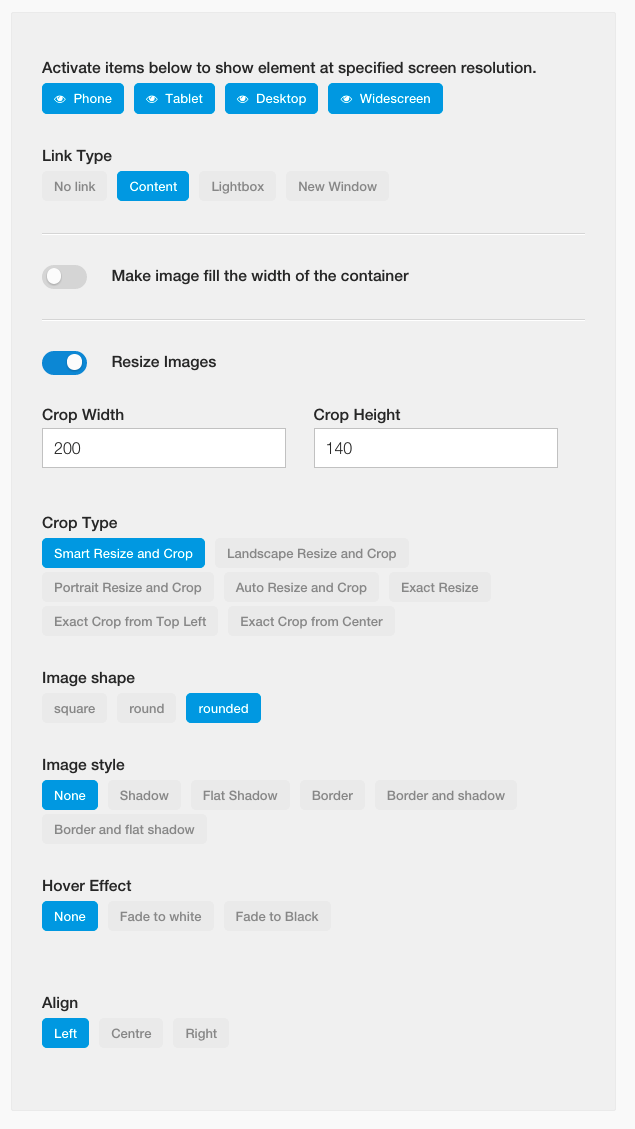 Activate items below to show element at specified screen resolution.
Phone Tablet Desktop Widescreen
Link Type
No link Content Lightbox New Window
Make image fill the width of the container
Resize Images
Crop Width Crop Height
200 140
Crop Type
Smart Resize and Crop Landscape Resize and Crop
Portrait Resize and Crop Auto Resize and Crop Exact Resize
Exact Crop from Top Left Exact Crop from Center
Image shape
square round rounded
Image style
None Shadow Flat Shadow Border Border and shadow
Border and flat shadow
Hover Effect
None Fade to white Fade to Black
Align
Left Centre Right